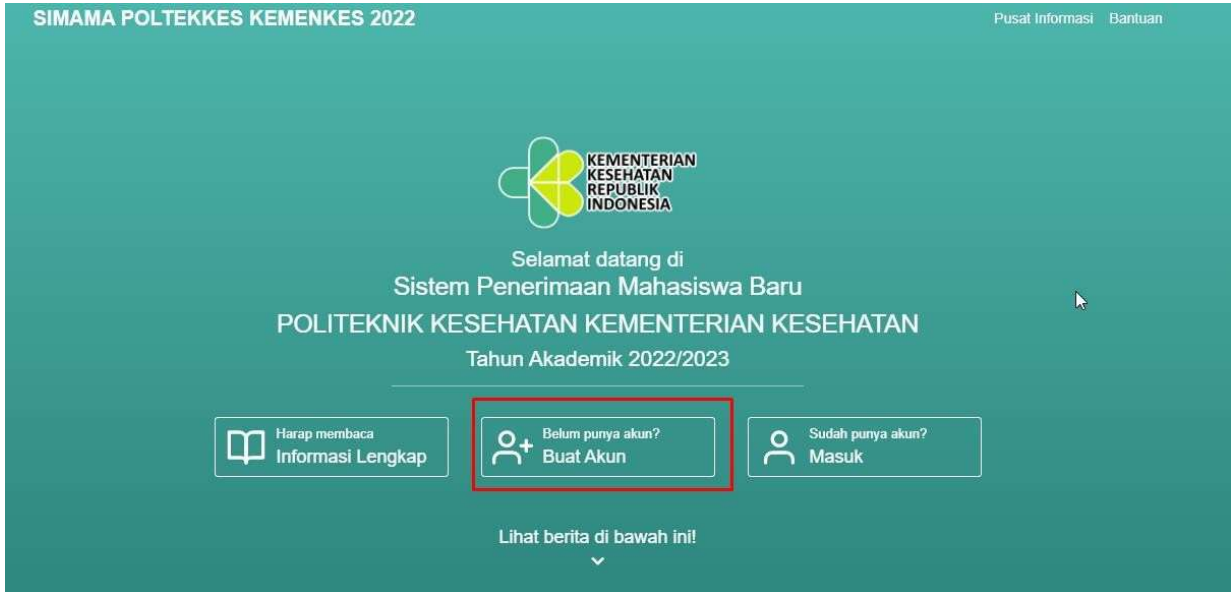 SIMAMA POLTEKKES KEMENKES 2022
Pusat Informasi
Bantuan
KEMENTERIAN
KESEHATAN
REPUBLIK
INDONESIA
Selamat datang di
Sistem Penerimaan Mahasiswa Baru
POLITEKNIK KESEHATAN KEMENTERIAN KESEHATAN
Tahun Akademik 2022/2023
Harap membaca
Informasi Lengkap
Belum punya akun?
Buat Akun
Sudah punya akun?
Masuk
Lihat berita di bawah ini!